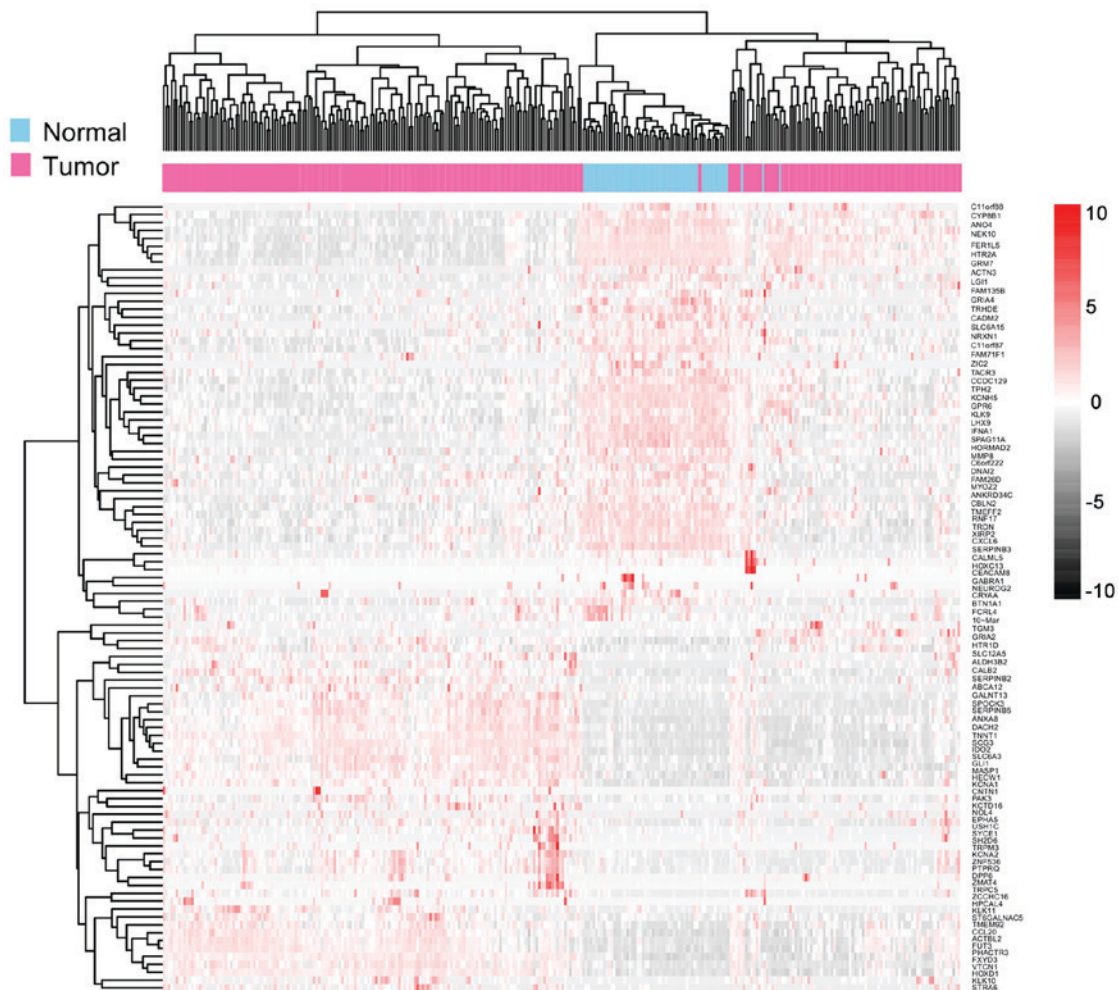 Normal
Tumor
C11orf88
CYP8B1
ANO4
NEK10
FER1L5
HTR2A
GRM7
ACTN3
LGI1
FAM135B
GRIA4
TRHDE
CADM2
SLC6A15
NRXN1
C11orf87
FAM71F1
ZIC2
TACR3
CCDC129
TPH2
KCNH5
GPR6
KLK9
LHX9
IFNA1
SPAG11A
HORMAD2
MMP8
C6orf222
DNAI2
FAM26D
MYOZ2
ANKRD34C
CBLN2
TMEFF2
RNF17
TRDN
XIRP2
CXCL6
SERPINB3
CALML5
HOXC13
CEACAM8
GABRA1
NEUROG2
CRYAA
BTN1A1
FCRL4
10-Mar
TGM3
GRIA2
HTR1D
SLC12A5
ALDH3B2
CALB2
SERPINB2
ABCA12
GALNT13
SPOCK3
SERPINB5
ANXA8
DACH2
TNNT1
SCG3
IDO2
SLC6A3
GLI1
MASP1
HECW1
KCNA1
CNTN1
PAK3
KCTD16
NOL4
EPHA5
USH1C
SYCE1
SH2D6
TRPM3
KCNA2
ZNF536
PTPRQ
DPP6
ZMAT4
TRPC5
ZCCHC16
HPCAL4
KLK11
ST6GALNAC5
TMEM92
CCL20
ACTBL2
FUT3
PHACTR3
FXYD3
VTCN1
HOXD1
KLK10
STRA6
10
5
0
-5
-10